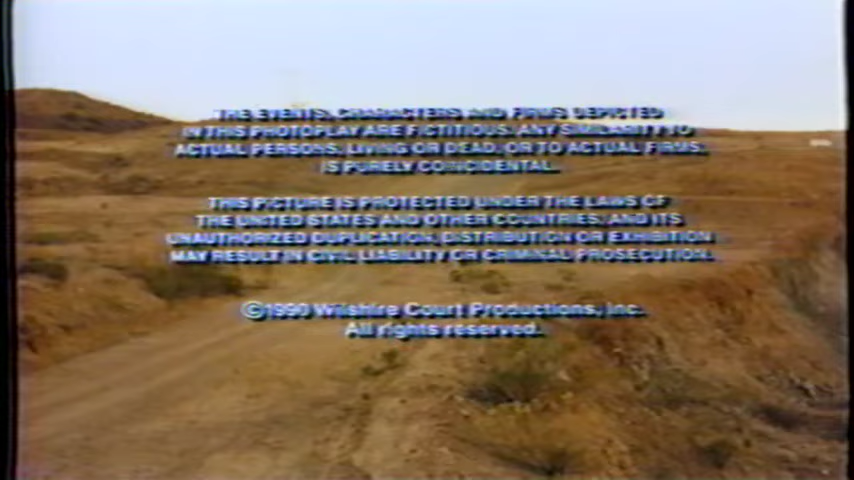 THE EVENTS, CHARACTERS AND FIRMS DEPICTED
IN THIS PHOTOPLAY ARE FICTITIOUS. ANY SIMILARITY TO
ACTUAL PERSONS, LIVING OR DEAD, OR TO ACTUAL FIRMS,
IS PURELY COINCIDENTAL.
THIS PICTURE IS PROTECTED UNDER THE LAWS OF
THE UNITED STATES AND OTHER COUNTRIES, AND ITS
UNAUTHORIZED DUPLICATION, DISTRIBUTION OR EXHIBITION
MAY RESULT IN CIVIL LIABILITY OR CRIMINAL PROSECUTION.
©1990 Wilshire Court Productions, Inc.
All rights reserved.